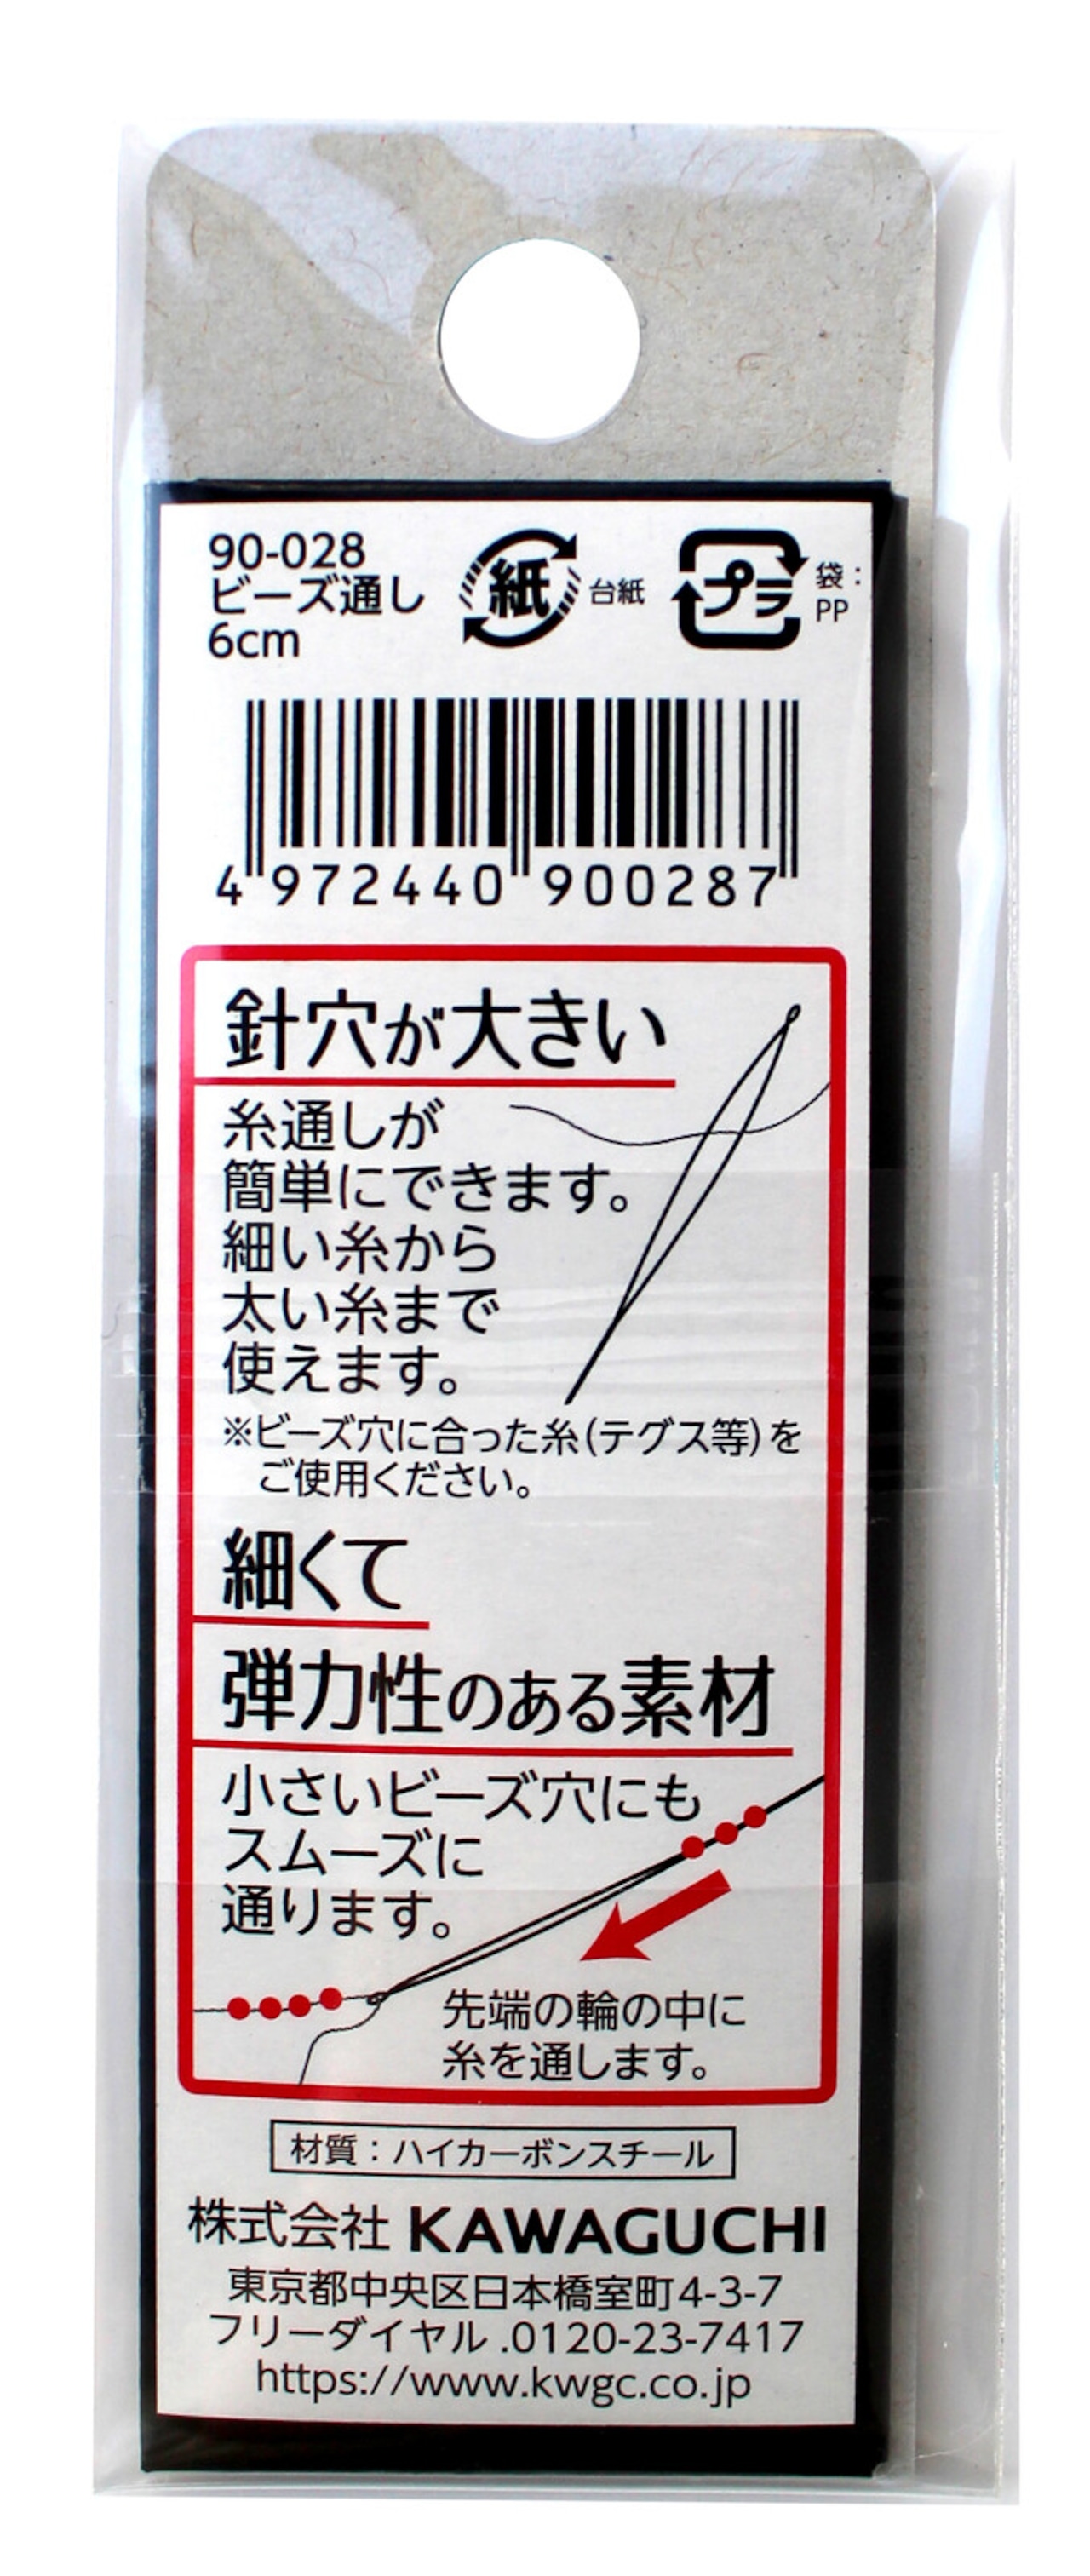 90-028
ビーズ通し
6cm
紙 台紙
プラ 袋：
PP
4 972440 900287
針穴が大きい
糸通しが
簡単にできます。
細い糸から
太い糸まで
使えます。
※ビーズ穴に合った糸(テグス等)を
ご使用ください。
細くて
弾力性のある素材
小さいビーズ穴にも
スムーズに
通ります。
先端の輪の中に
糸を通します。
材質：ハイカーボンスチール
株式会社 KAWAGUCHI
東京都中央区日本橋室町4-3-7
フリーダイヤル.0120-23-7417
https://www.kwgc.co.jp